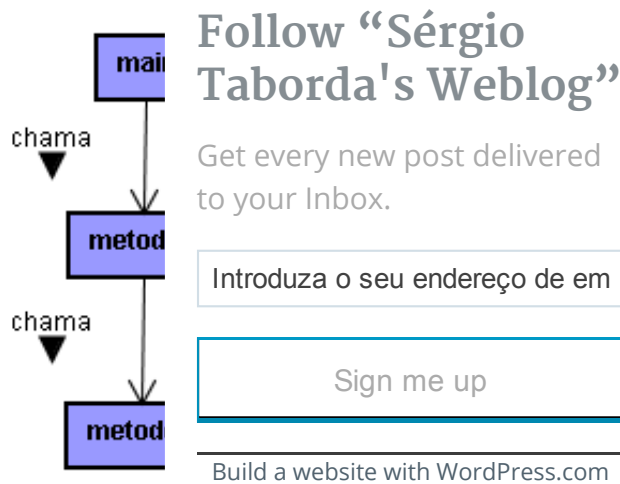 chama
chama
Follow “Sérgio
Taborda's Weblog”
Get every new post delivered
to your Inbox.
Introduza o seu endereço de em
Sign me up
Build a website with WordPress.com